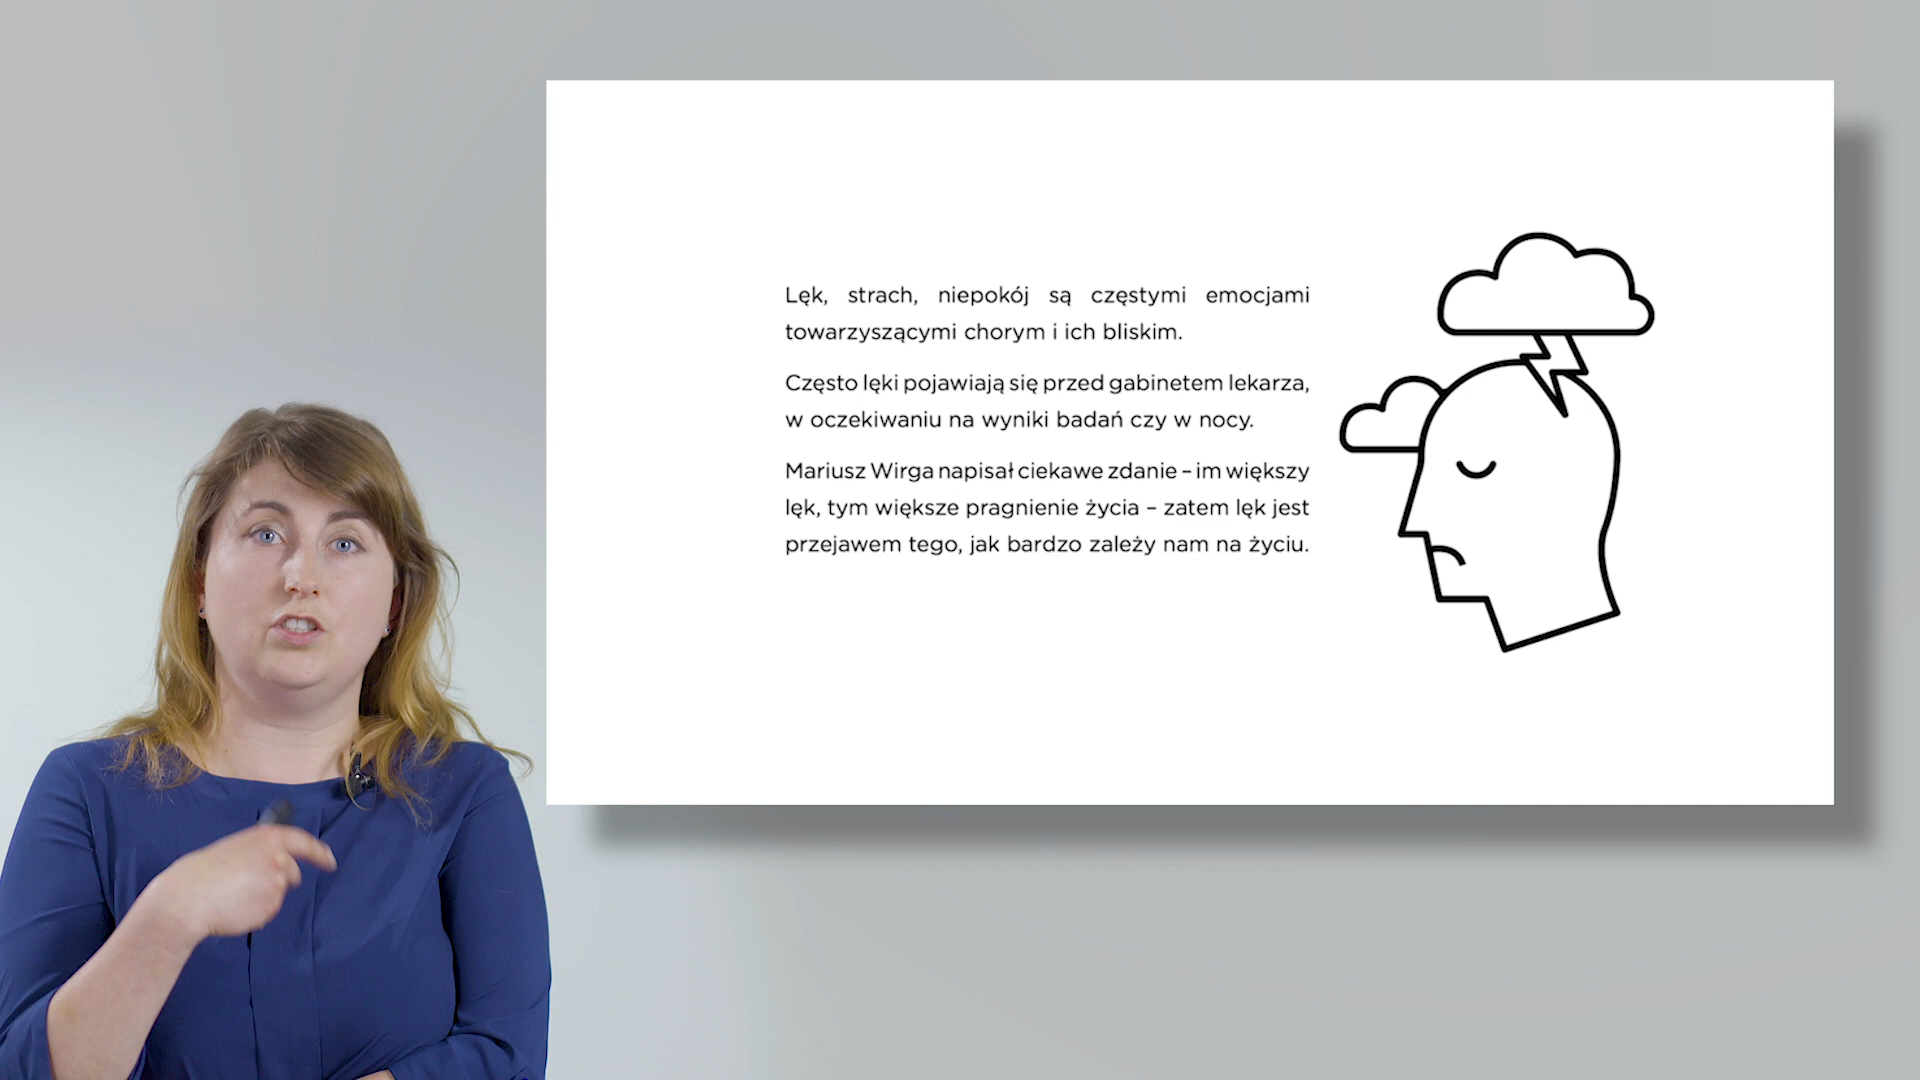 Lęk, strach, niepokój są częstymi emocjami
towarzyszącymi chorym i ich bliskim.
Często lęki pojawiają się przed gabinetem lekarza,
w oczekiwaniu na wyniki badań czy w nocy.
Mariusz Wirga napisał ciekawe zdanie – im większy
lęk, tym większe pragnienie życia – zatem lęk jest
przejawem tego, jak bardzo zależy nam na życiu.